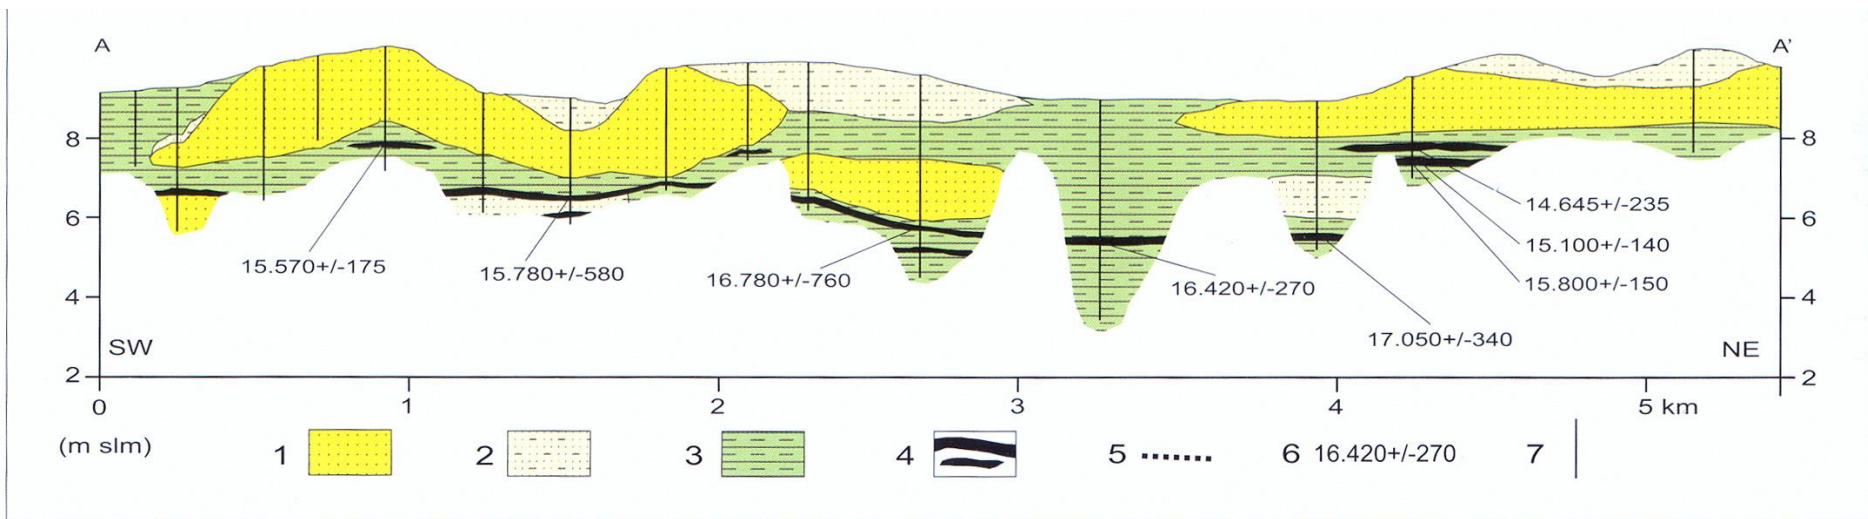 A A'
8 8
6 6
4 4
2 2
14.645+/-235
15.100+/-140
15.570+/-175 15.780+/-580 16.780+/-760 16.420+/-270 15.800+/-150
17.050+/-340
SW NE
0 1 2 3 4 5 km
(m slm) 1 2 3 4 5 6 16.420+/-270 7